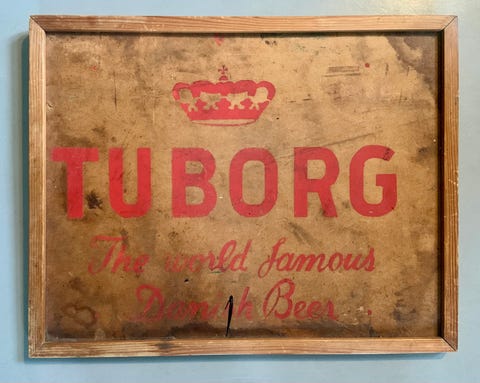 TUBORG
The world famous
Danish Beer